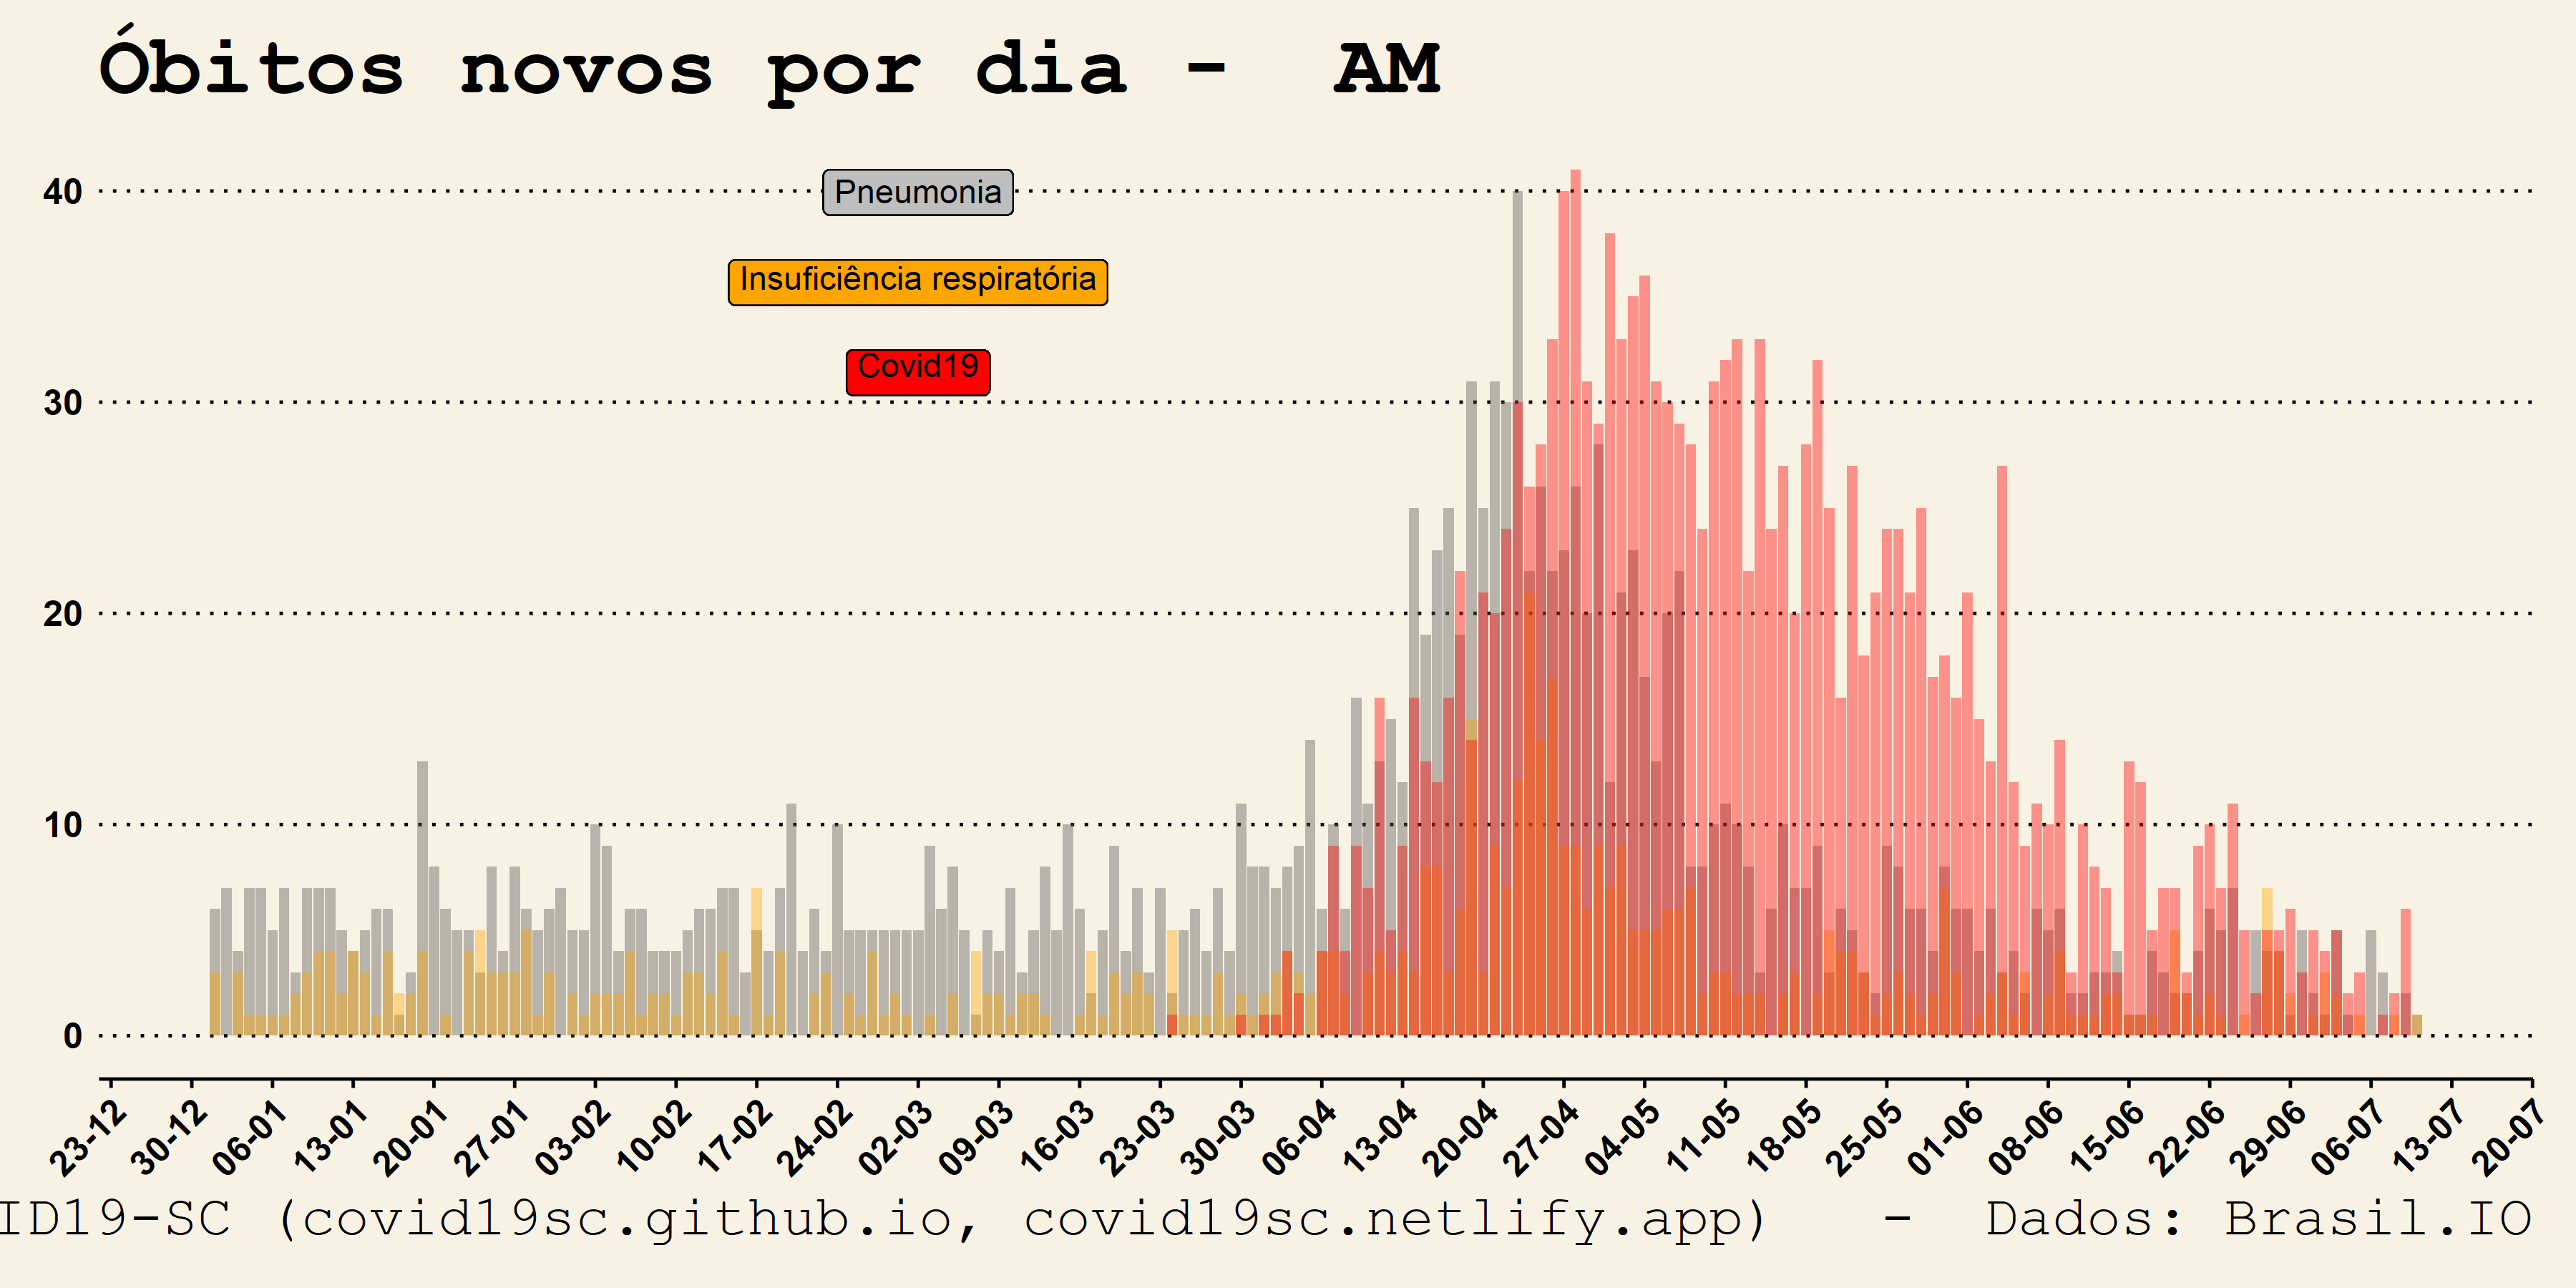 Óbitos novos por dia - AM
40
Pneumonia
Insuficiência respiratória
Covid19
30
20
10
0
23-12 30-12 06-01 13-01 20-01 27-01 03-02 10-02 17-02 24-02 02-03 09-03 16-03 23-03 30-03 06-04 13-04 20-04 27-04 04-05 11-05 18-05 25-05 01-06 08-06 15-06 22-06 29-06 06-07 13-07 20-07
ID19-SC (covid19sc.github.io, covid19sc.netlify.app) - Dados: Brasil.IO